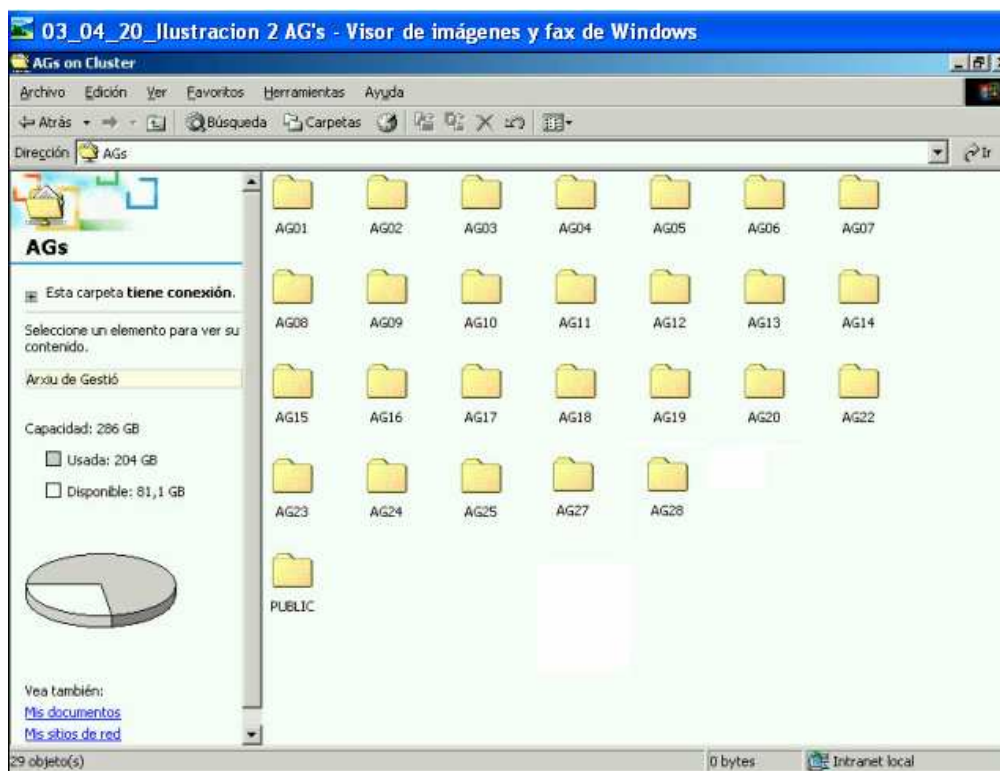 03_04_20_Ilustracion 2 AG's - Visor de imágenes y fax de Windows
AGs on Cluster
Archivo Edición Ver Favoritos Herramientas Ayuda
Atrás Búsqueda Carpetas
Dirección AGs Ir
AGs
Esta carpeta tiene conexión.
Seleccione un elemento para ver su
contenido.
Arxiu de Gestió
Capacidad: 286 GB
Usada: 204 GB
Disponible: 81,1 GB
Vea también:
Mis documentos
Mis sitios de red
AG01 AG02 AG03 AG04 AG05 AG06 AG07
AG08 AG09 AG10 AG11 AG12 AG13 AG14
AG15 AG16 AG17 AG18 AG19 AG20 AG22
AG23 AG24 AG25 AG27 AG28
PUBLIC
29 objeto(s) 0 bytes Intranet local